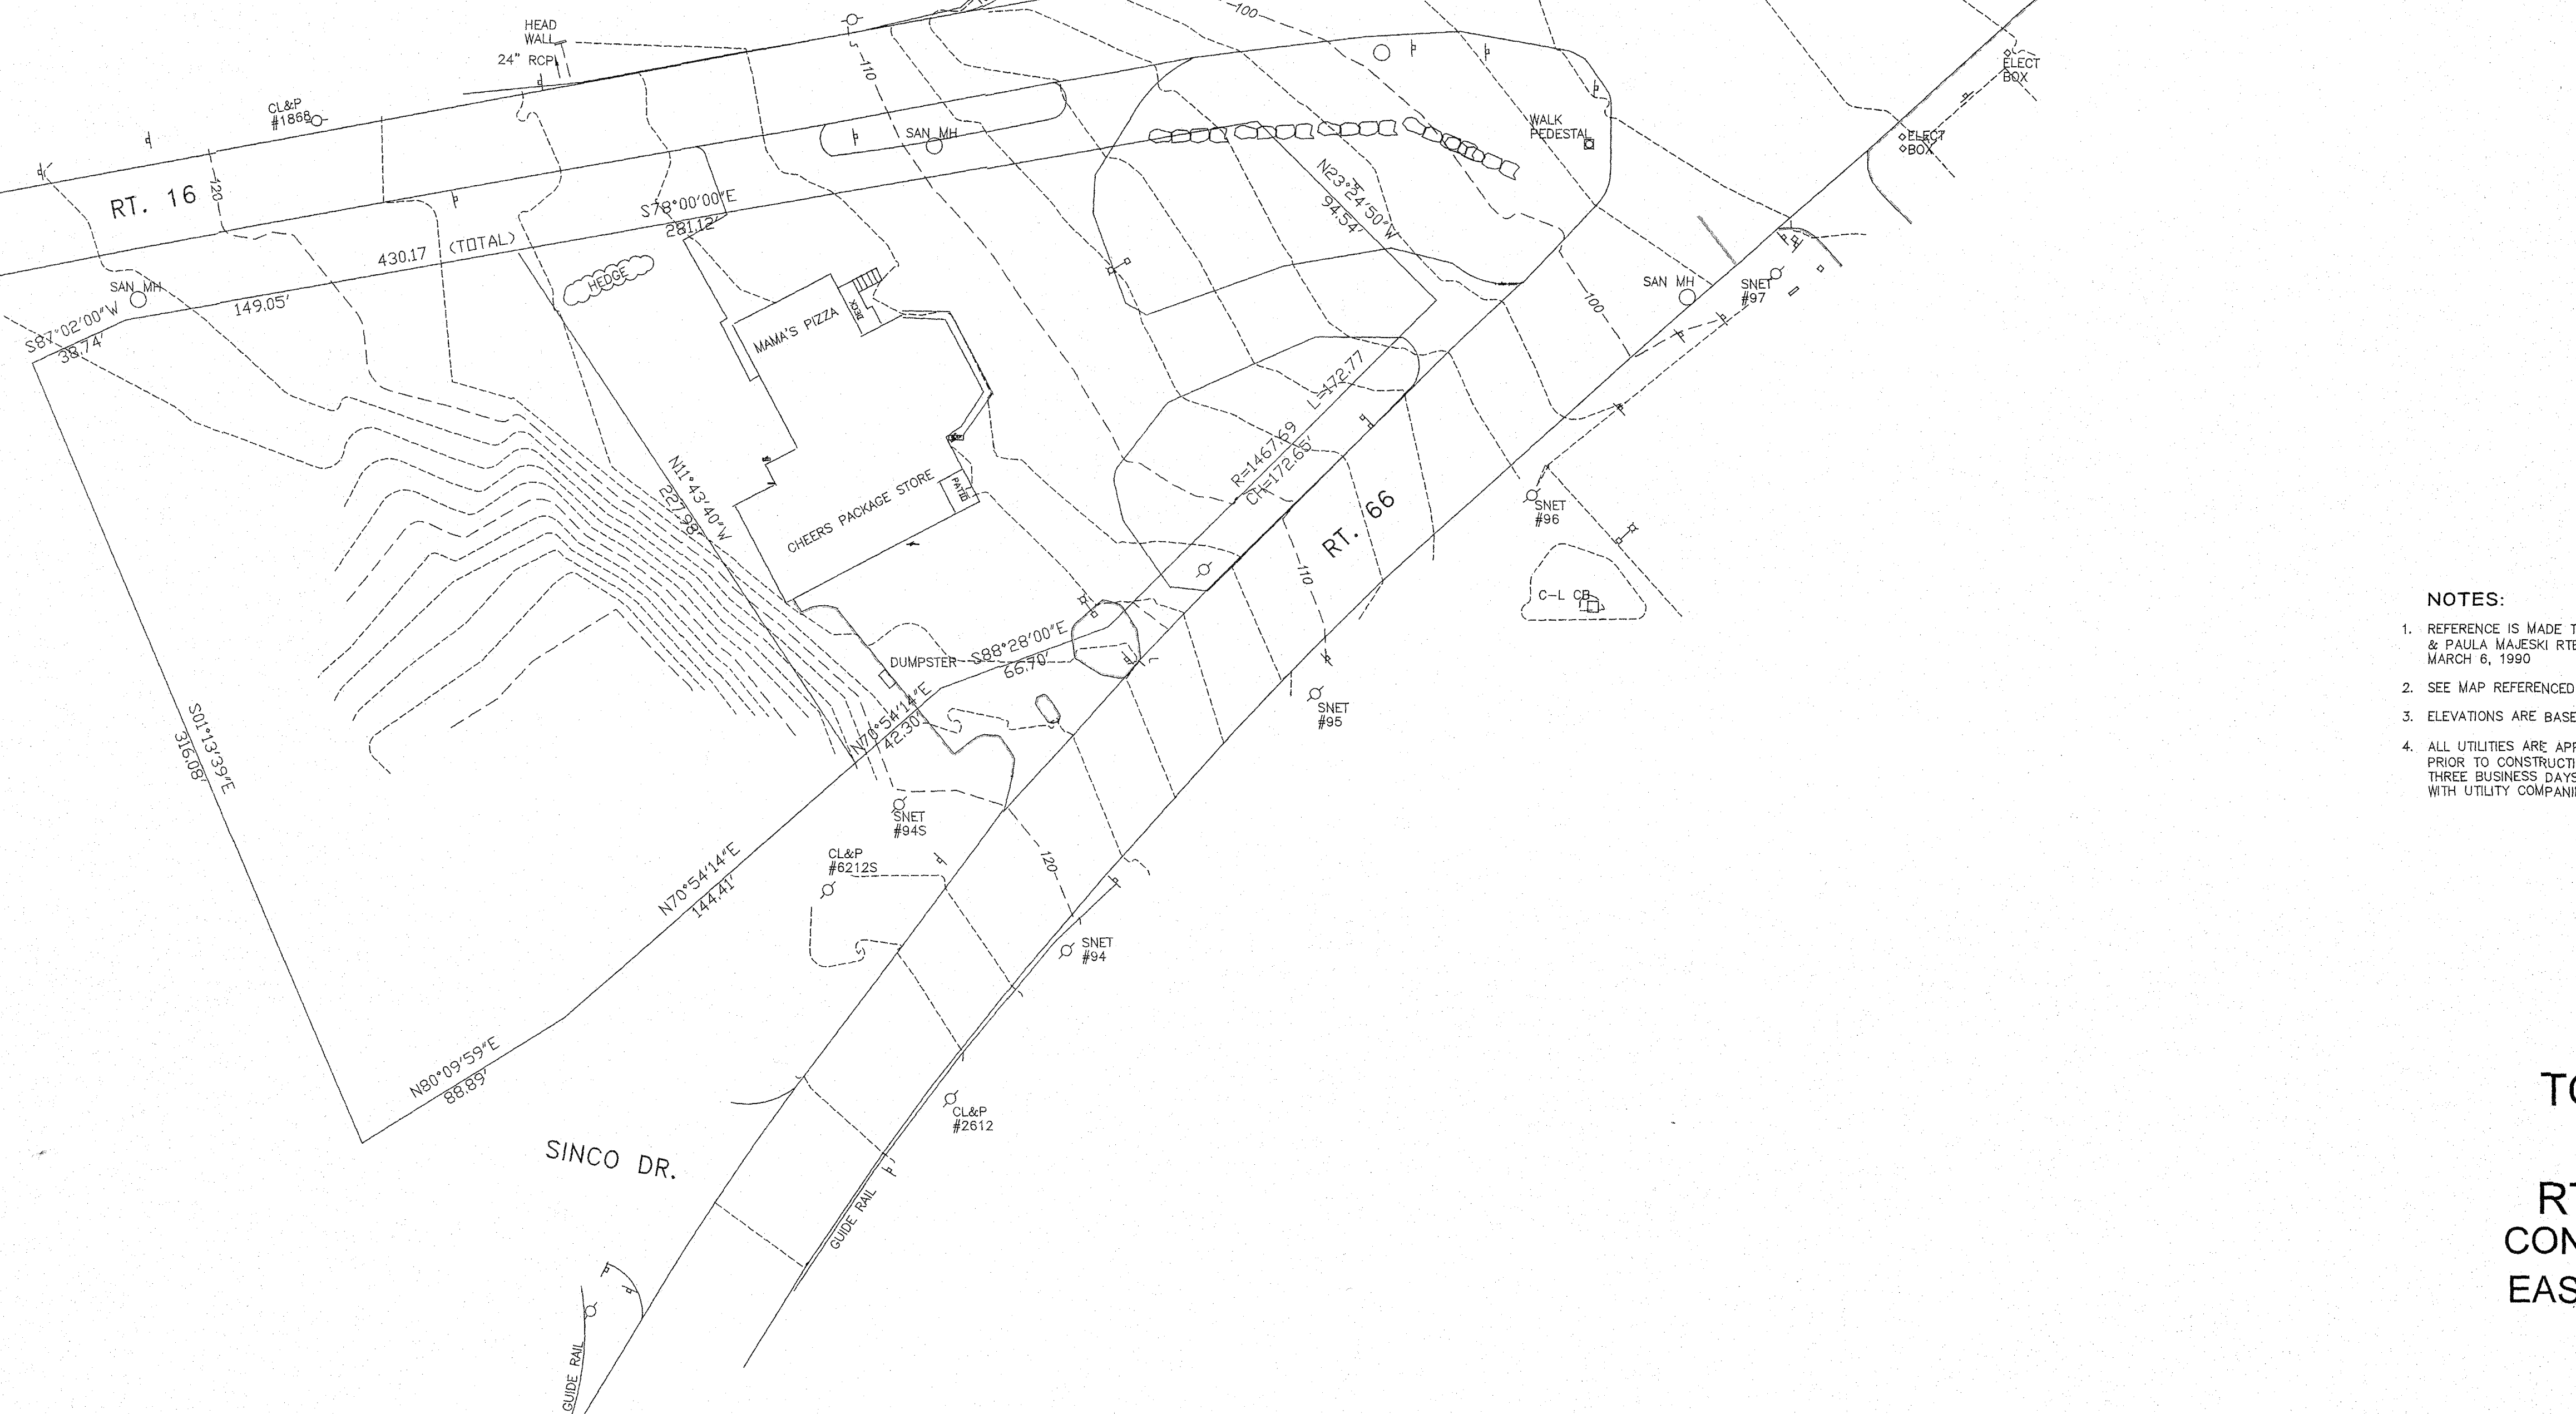 HEAD
WALL
24" RCP
CL&P
#1868
110
100
ELECT
BOX
WALK
PEDESTAL
ELECT
BOX
SAN MH
RT. 16
120
S78°00'00"E
281.12'
430.17 (TOTAL)
N23°24'50"W
94.54'
HEDGE
SAN MH
149.05'
S87°02'00"W
38.74'
MAMA'S PIZZA
DECK
SAN MH
SNET
#97
100
L=172.77
R=1467.69
CH=172.65'
N11°43'40"W
227.98'
CHEERS PACKAGE STORE
PATIO
RT. 66
SNET
#96
110
C-L CB
NOTES:
1. REFERENCE IS MADE T
& PAULA MAJESKI RTE
MARCH 6, 1990
2. SEE MAP REFERENCED
3. ELEVATIONS ARE BASE
4. ALL UTILITIES ARE APP
PRIOR TO CONSTRUCTI
THREE BUSINESS DAYS
WITH UTILITY COMPANI
DUMPSTER
S88°28'00"E
66.70'
N70°54'14"E
42.30'
SNET
#95
S01°13'39"E
316.08'
SNET
#94S
CL&P
#6212S
120
N70°54'14"E
144.41'
SNET
#94
N80°09'59"E
88.89'
CL&P
#2612
SINCO DR.
GUIDE RAIL
GUIDE RAIL
TO
RT
CON
EAS